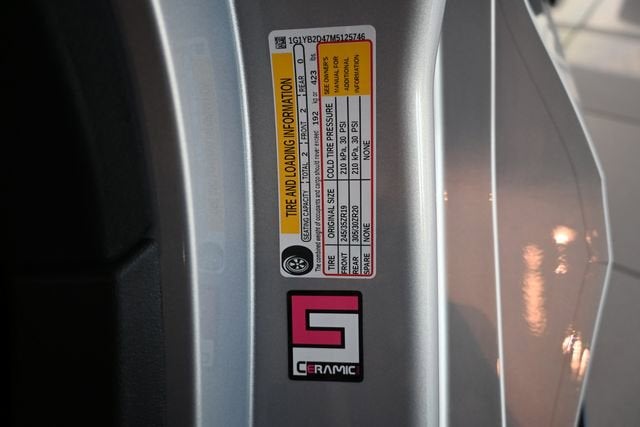 1G1YB2D47M5125746
TIRE AND LOADING INFORMATION
SEATING CAPACITY TOTAL 2 FRONT 2 REAR 0
The combined weight of occupants and cargo should never exceed 192 kg or 423 lbs
TIRE ORIGINAL SIZE COLD TIRE PRESSURE
FRONT 245/35ZR19 210 kPa, 30 PSI
REAR 305/30ZR20 210 kPa, 30 PSI
SPARE NONE NONE
SEE OWNER'S
MANUAL FOR
ADDITIONAL
INFORMATION
CERAMIC